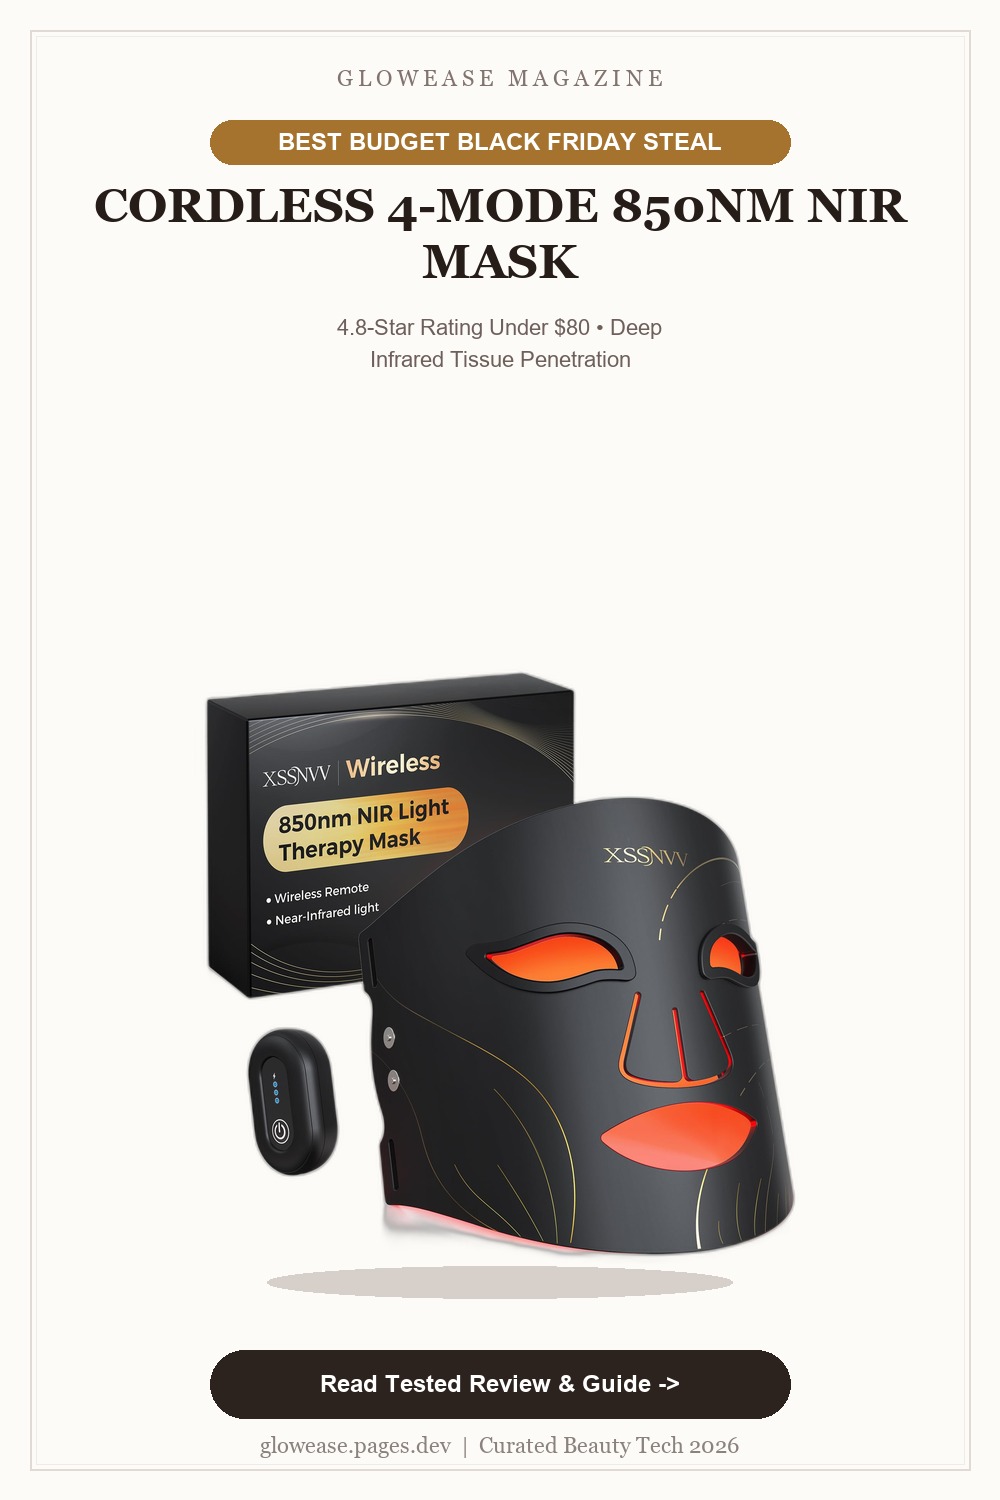 GLOWEASE MAGAZINE
BEST BUDGET BLACK FRIDAY STEAL
CORDLESS 4-MODE 850NM NIR
MASK
4.8-Star Rating Under $80 • Deep
Infrared Tissue Penetration
XSSNVV | Wireless
850nm NIR Light
Therapy Mask
• Wireless Remote
• Near-Infrared light
XSSNVV
Read Tested Review & Guide ->
glowease.pages.dev | Curated Beauty Tech 2026